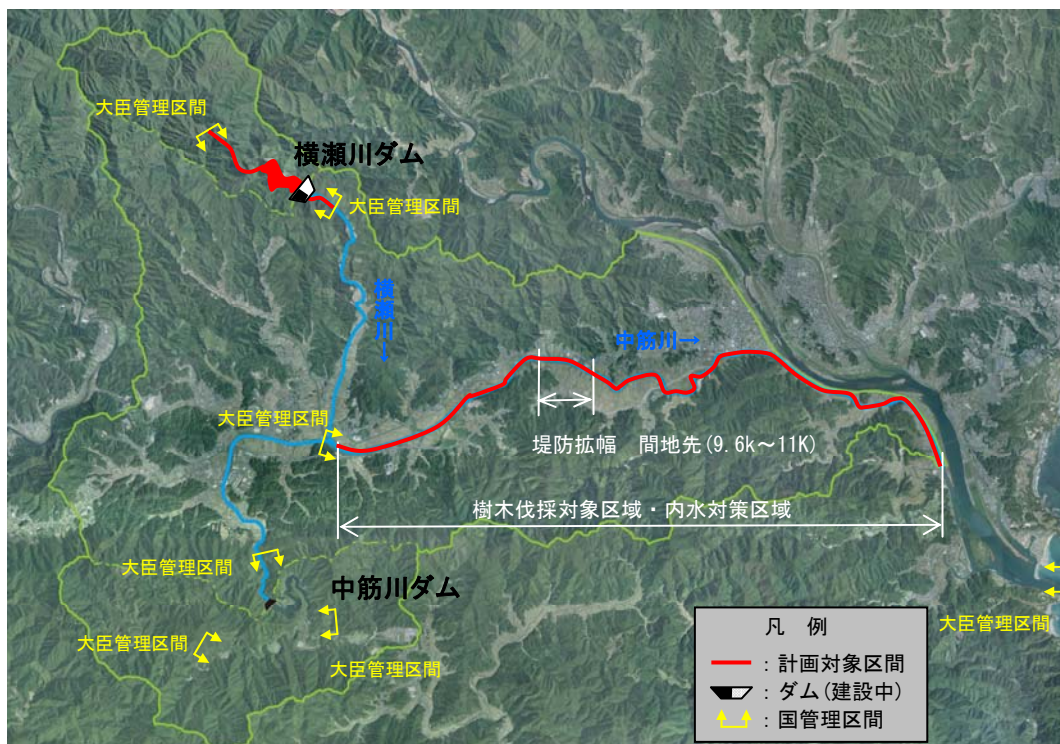 大臣管理区間
横瀬川ダム
大臣管理区間
横瀬川→
中筋川→
大臣管理区間
堤防拡幅　間地先(9.6k～11K)
樹木伐採対象区域・内水対策区域
大臣管理区間
中筋川ダム
大臣管理区間
大臣管理区間
大臣管理区間
凡　例
：計画対象区間
：ダム(建設中)
：国管理区間